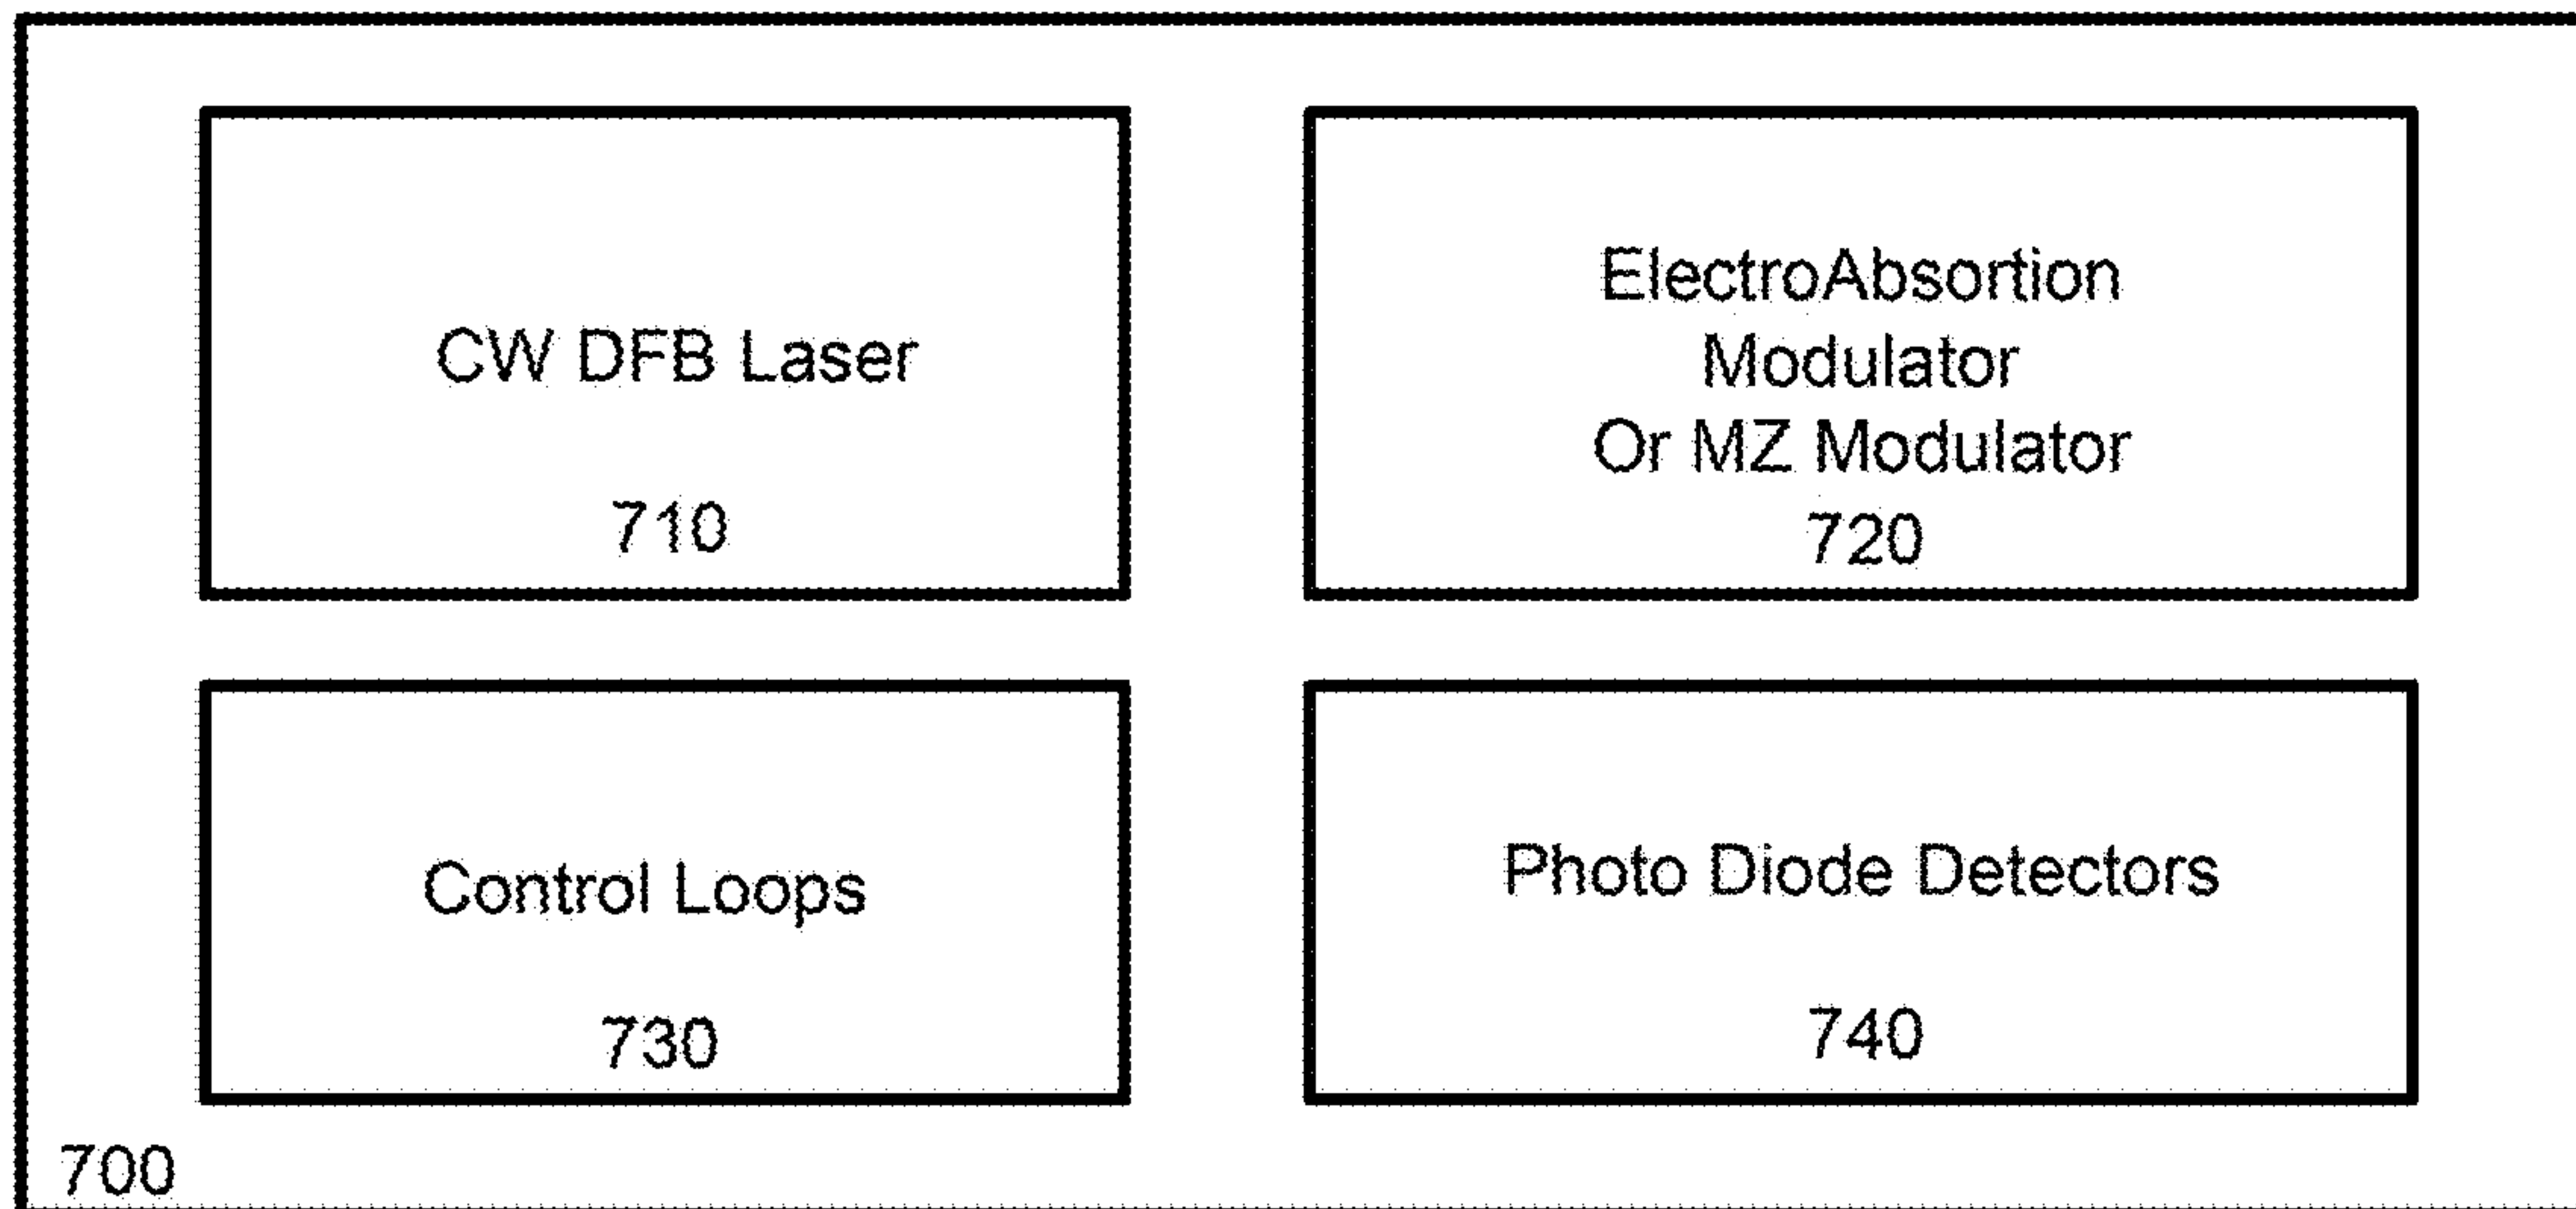 CW DFB Laser
710
ElectroAbsortion
Modulator
Or MZ Modulator
720
Control Loops
730
Photo Diode Detectors
740
700